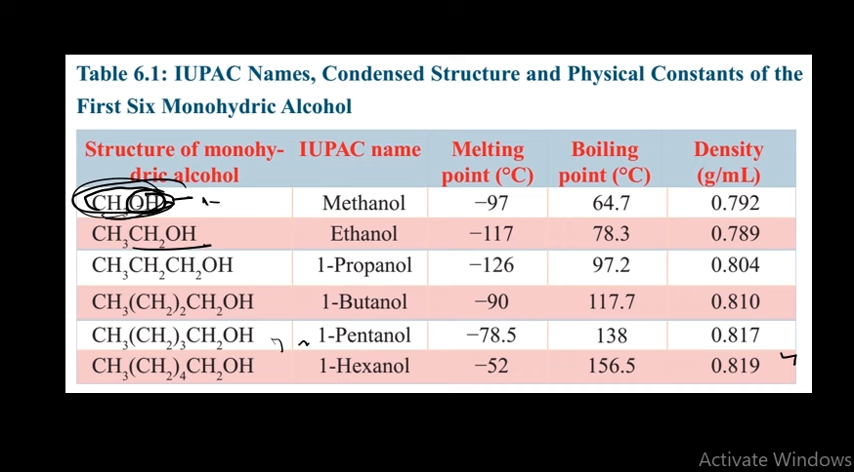 Table 6.1: IUPAC Names, Condensed Structure and Physical Constants of the
First Six Monohydric Alcohol
Structure of monohy- IUPAC name Melting Boiling Density
dric alcohol point (°C) point (°C) (g/mL)
CH₃OH Methanol −97 64.7 0.792
CH₃CH₂OH Ethanol −117 78.3 0.789
CH₃CH₂CH₂OH 1-Propanol −126 97.2 0.804
CH₃(CH₂)₂CH₂OH 1-Butanol −90 117.7 0.810
CH₃(CH₂)₃CH₂OH 1-Pentanol −78.5 138 0.817
CH₃(CH₂)₄CH₂OH 1-Hexanol −52 156.5 0.819
Activate Windows